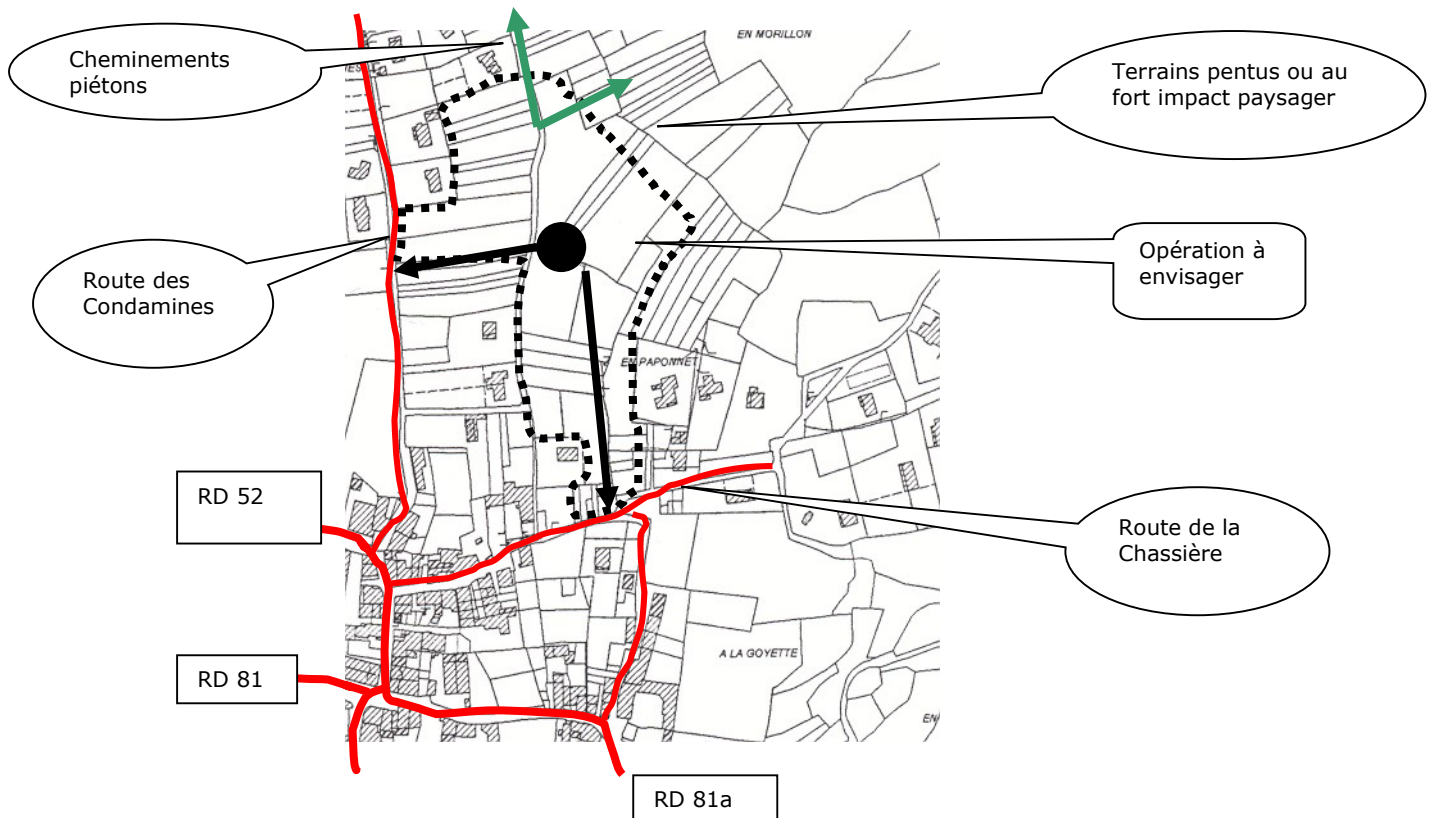 Cheminements
piétons
EN MORILLON
Terrains pentus ou au
fort impact paysager
Route des
Condamines
Opération à
envisager
EN PAPONNET
RD 52
Route de la
Chassière
A LA GOYETTE
RD 81
EN
RD 81a